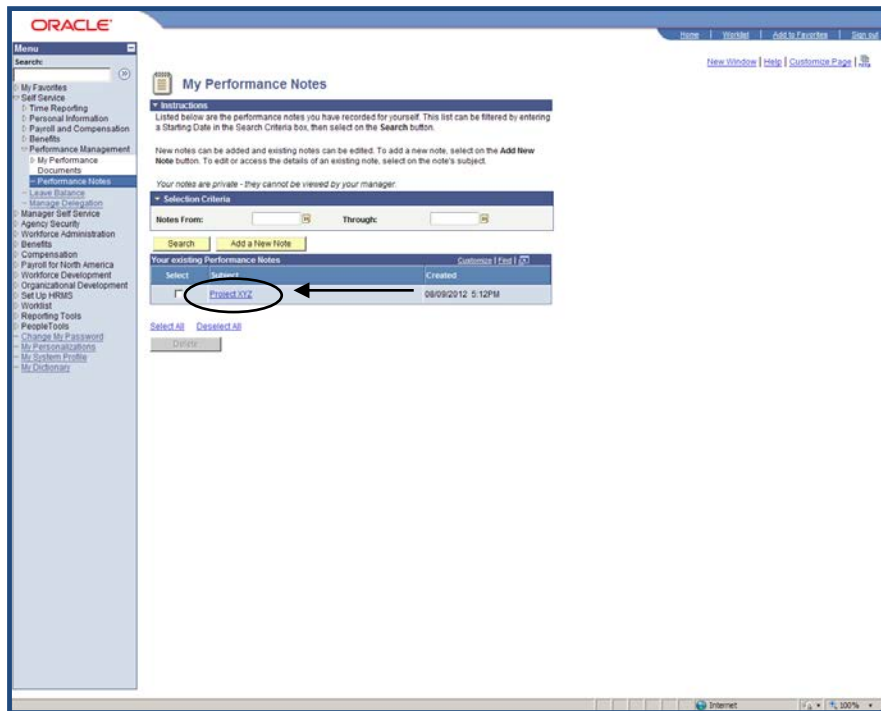 ORACLE
Home | Worklist | Add to Favorites | Sign out
Menu
Search:
New Window | Help | Customize Page |
My Favorites
Self Service
Time Reporting
Personal Information
Payroll and Compensation
Benefits
Performance Management
My Performance
Documents
Performance Notes
Leave Balance
Manage Delegation
Manager Self Service
Agency Security
Workforce Administration
Benefits
Compensation
Payroll for North America
Workforce Development
Organizational Development
Set Up HRMS
Worklist
Reporting Tools
PeopleTools
Change My Password
My Personalizations
My System Profile
My Dictionary
My Performance Notes
Instructions
Listed below are the performance notes you have recorded for yourself. This list can be filtered by entering
a Starting Date in the Search Criteria box, then select on the Search button.
New notes can be added and existing notes can be edited. To add a new note, select on the Add New
Note button. To edit or access the details of an existing note, select on the note's subject.
Your notes are private - they cannot be viewed by your manager.
Selection Criteria
Notes From: Through:
Search Add a New Note
Your existing Performance Notes Customize | Find |
Select Subject Created
Project XYZ 08/09/2012 5:12PM
Select All Deselect All
Delete
Internet 100%